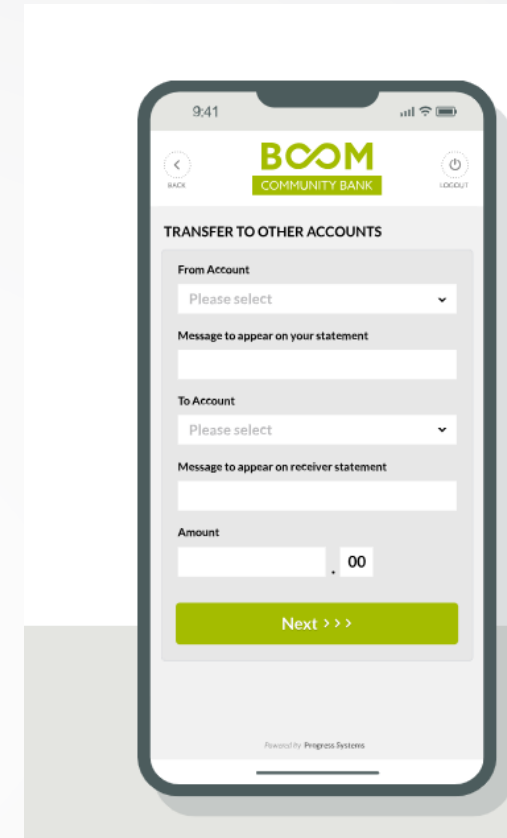 9:41
BOOM
COMMUNITY BANK
BACK
LOGOUT
TRANSFER TO OTHER ACCOUNTS
From Account
Please select
Message to appear on your statement
To Account
Please select
Message to appear on receiver statement
Amount
. 00
Next >>>
Powered by Progress Systems